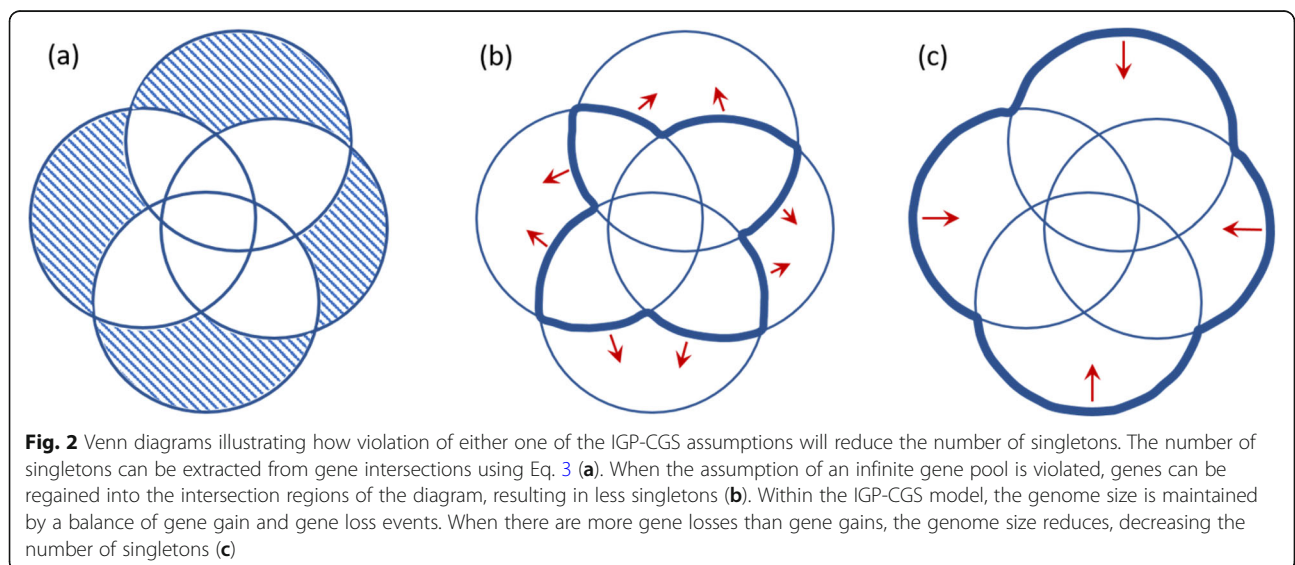 (a)
(b)
(c)
Fig. 2 Venn diagrams illustrating how violation of either one of the IGP-CGS assumptions will reduce the number of singletons. The number of
singletons can be extracted from gene intersections using Eq. 3 (a). When the assumption of an infinite gene pool is violated, genes can be
regained into the intersection regions of the diagram, resulting in less singletons (b). Within the IGP-CGS model, the genome size is maintained
by a balance of gene gain and gene loss events. When there are more gene losses than gene gains, the genome size reduces, decreasing the
number of singletons (c)